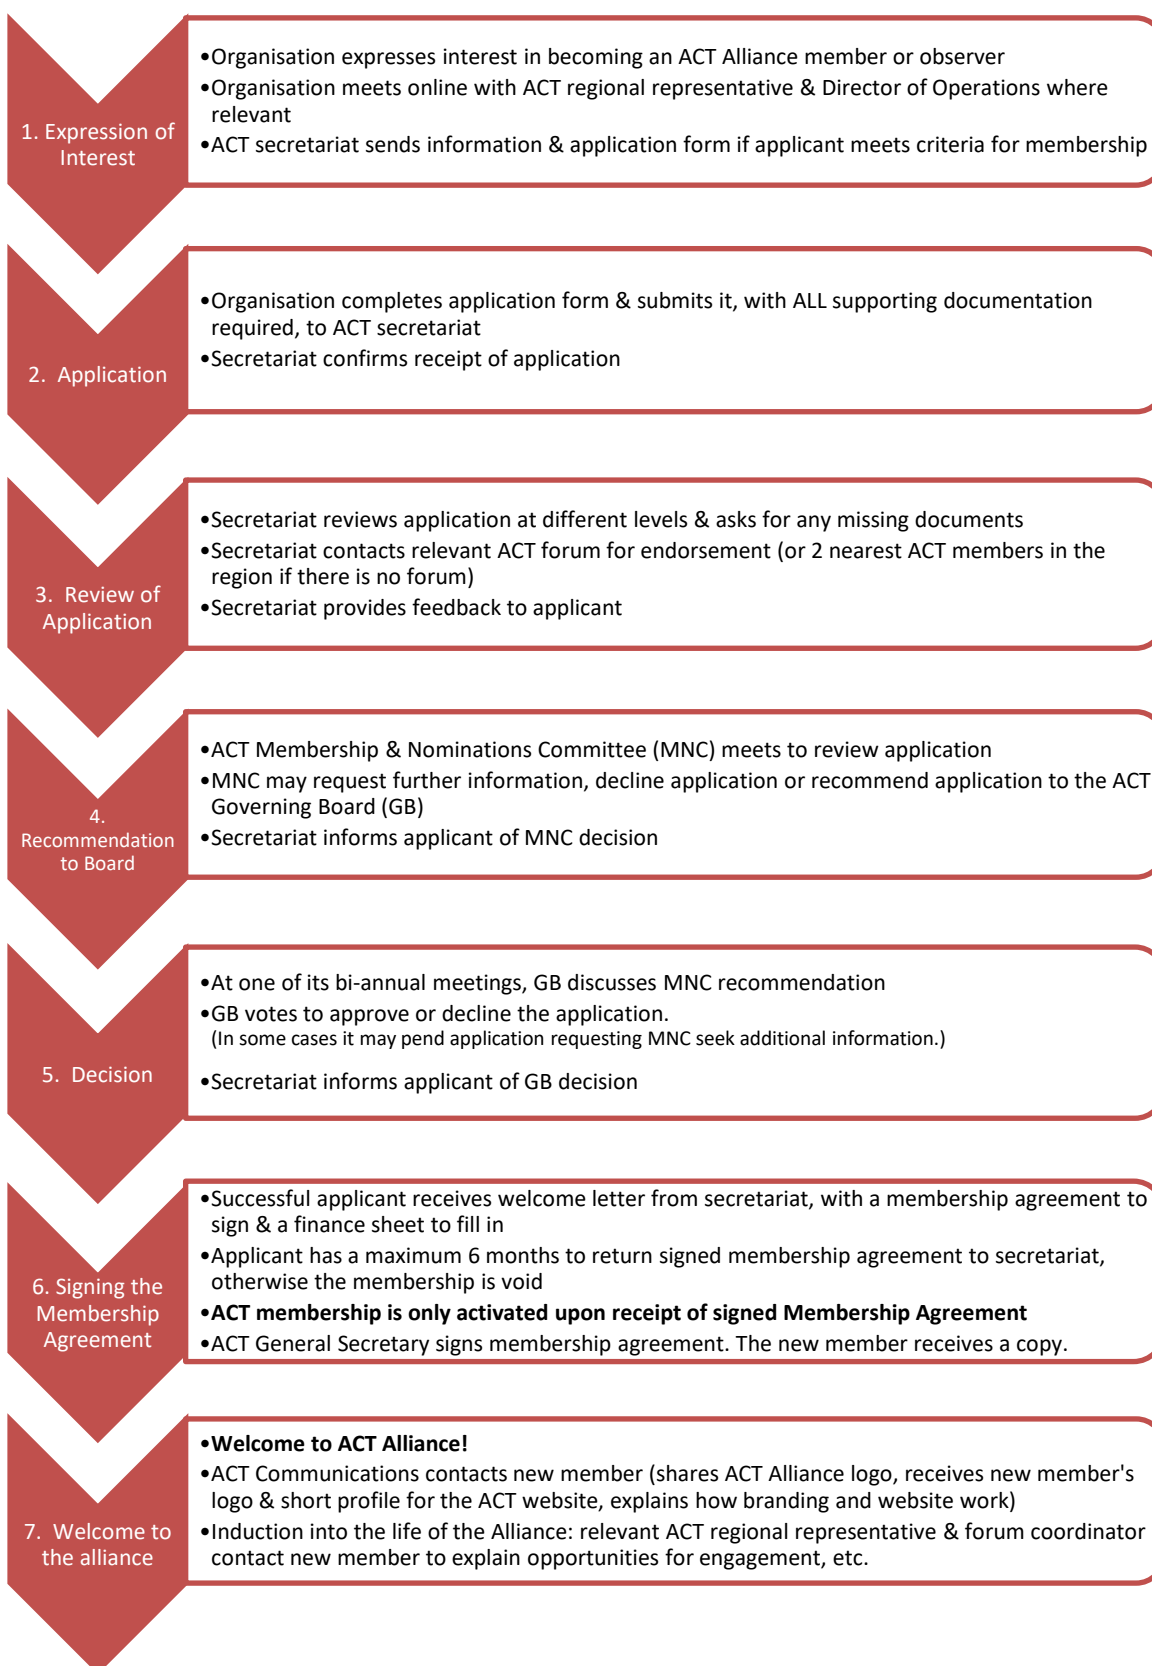 1. Expression of
Interest
•Organisation expresses interest in becoming an ACT Alliance member or observer
•Organisation meets online with ACT regional representative & Director of Operations where
relevant
•ACT secretariat sends information & application form if applicant meets criteria for membership
2. Application
•Organisation completes application form & submits it, with ALL supporting documentation
required, to ACT secretariat
•Secretariat confirms receipt of application
3. Review of
Application
•Secretariat reviews application at different levels & asks for any missing documents
•Secretariat contacts relevant ACT forum for endorsement (or 2 nearest ACT members in the
region if there is no forum)
•Secretariat provides feedback to applicant
4.
Recommendation
to Board
•ACT Membership & Nominations Committee (MNC) meets to review application
•MNC may request further information, decline application or recommend application to the ACT
Governing Board (GB)
•Secretariat informs applicant of MNC decision
5. Decision
•At one of its bi-annual meetings, GB discusses MNC recommendation
•GB votes to approve or decline the application.
(In some cases it may pend application requesting MNC seek additional information.)
•Secretariat informs applicant of GB decision
6. Signing the
Membership
Agreement
•Successful applicant receives welcome letter from secretariat, with a membership agreement to
sign & a finance sheet to fill in
•Applicant has a maximum 6 months to return signed membership agreement to secretariat,
otherwise the membership is void
•ACT membership is only activated upon receipt of signed Membership Agreement
•ACT General Secretary signs membership agreement. The new member receives a copy.
7. Welcome to
the alliance
•Welcome to ACT Alliance!
•ACT Communications contacts new member (shares ACT Alliance logo, receives new member's
logo & short profile for the ACT website, explains how branding and website work)
•Induction into the life of the Alliance: relevant ACT regional representative & forum coordinator
contact new member to explain opportunities for engagement, etc.